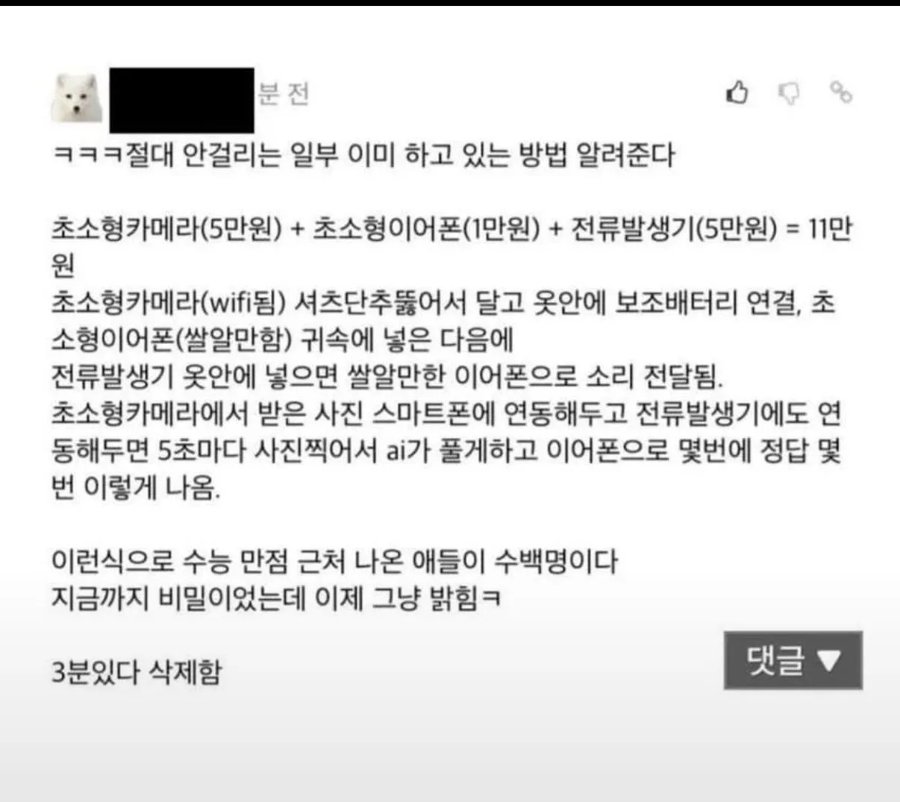 분 전
ㅋㅋㅋ절대 안걸리는 일부 이미 하고 있는 방법 알려준다
초소형카메라(5만원) + 초소형이어폰(1만원) + 전류발생기(5만원) = 11만
원
초소형카메라(wifi됨) 셔츠단추뚫어서 달고 옷안에 보조배터리 연결, 초
소형이어폰(쌀알만함) 귀속에 넣은 다음에
전류발생기 옷안에 넣으면 쌀알만한 이어폰으로 소리 전달됨.
초소형카메라에서 받은 사진 스마트폰에 연동해두고 전류발생기에도 연
동해두면 5초마다 사진찍어서 ai가 풀게하고 이어폰으로 몇번에 정답 몇
번 이렇게 나옴.
이런식으로 수능 만점 근처 나온 애들이 수백명이다
지금까지 비밀이었는데 이제 그냥 밝힘ㅋ
3분있다 삭제함
댓글 ▼